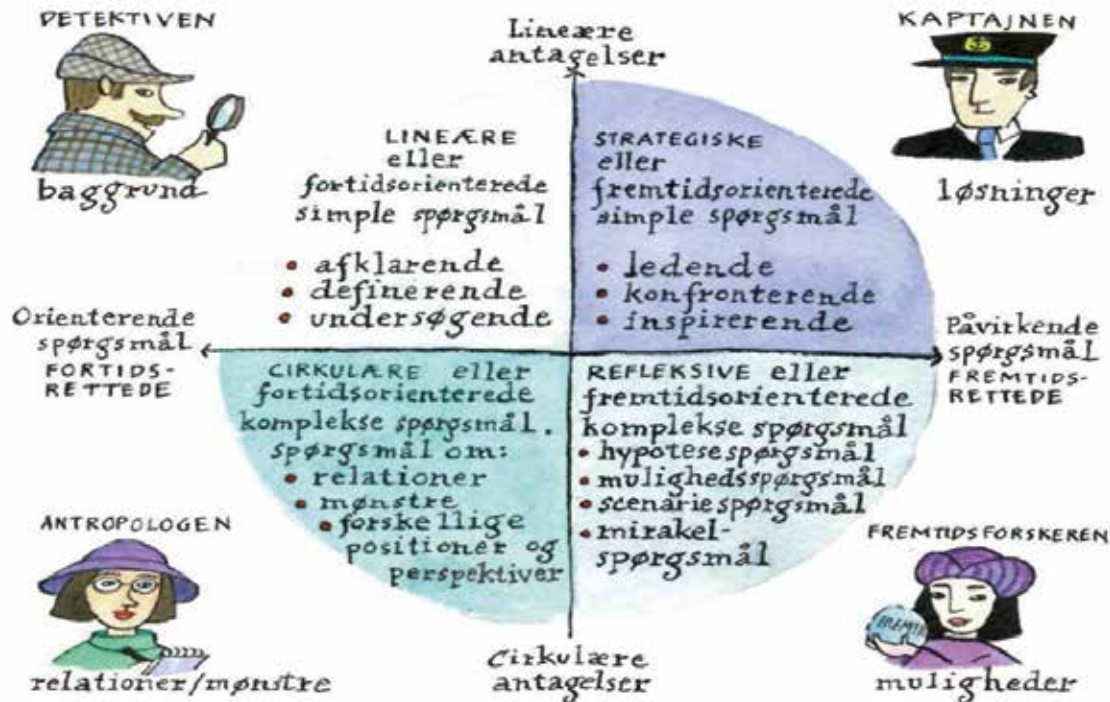 DETEKTIVEN
baggrund
Lineære
antagelser
KAPTAJNEN
løsninger
LINEÆRE
eller
fortidsorienterede
simple spørgsmål
• afklarende
• definerende
• undersøgende
STRATEGISKE
eller
fremtidsorienterede
simple spørgsmål
• ledende
• konfronterende
• inspirerende
Orienterende
spørgsmål
FORTIDS-
RETTEDE
Påvirkende
spørgsmål
FREMTIDS-
RETTEDE
CIRKULÆRE eller
fortidsorienterede
komplekse spørgsmål.
spørgsmål om:
• relationer
• mønstre
• forskellige
positioner og
perspektiver
REFLEKSIVE eller
fremtidsorienterede
komplekse spørgsmål
• hypotesespørgsmål
• mulighedsspørgsmål
• scenariespørgsmål
• mirakel-
spørgsmål
ANTROPOLOGEN
relationer/mønstre
Cirkulære
antagelser
FREMTIDSFORSKEREN
muligheder